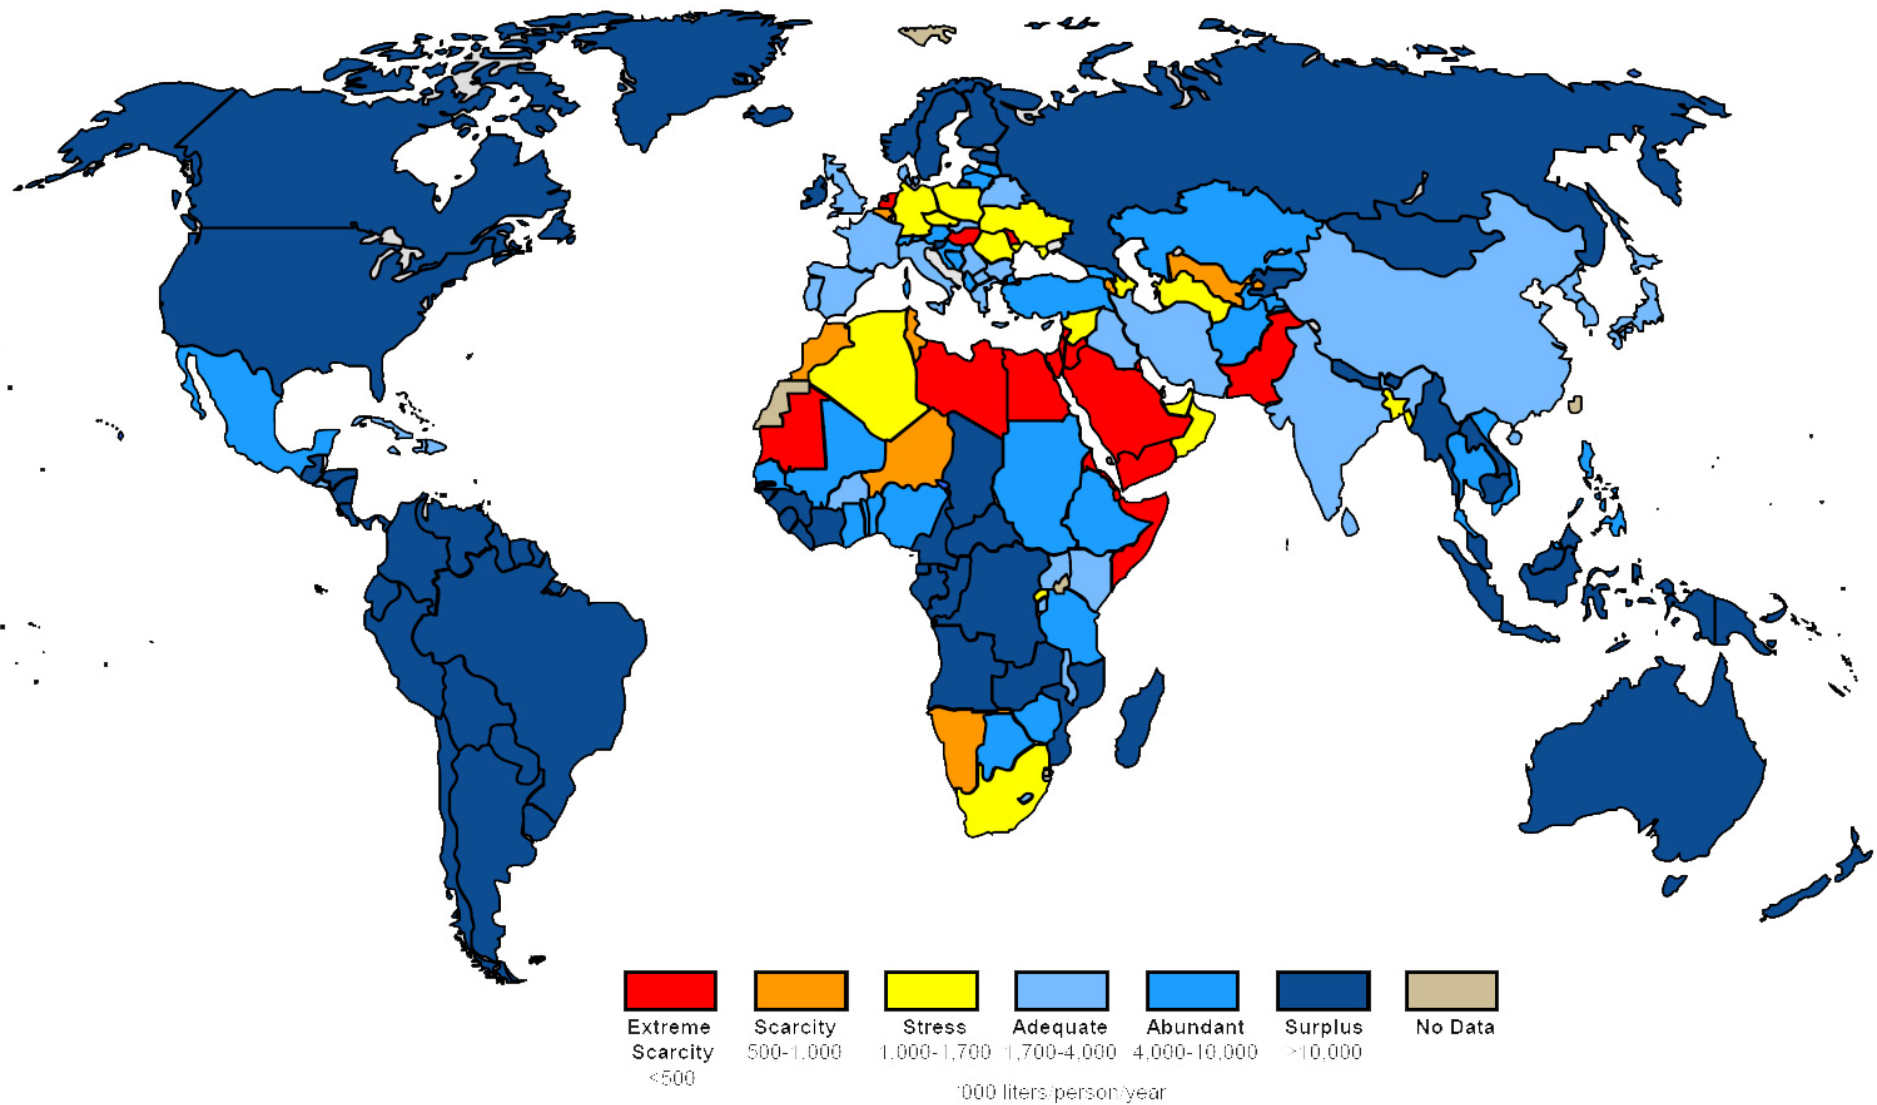 Extreme Scarcity
<500
Scarcity
500-1.000
Stress
1.000-1,700
Adequate
1,700-4,000
Abundant
4,000-10,000
Surplus
>10,000
No Data
'000 liters/person/year